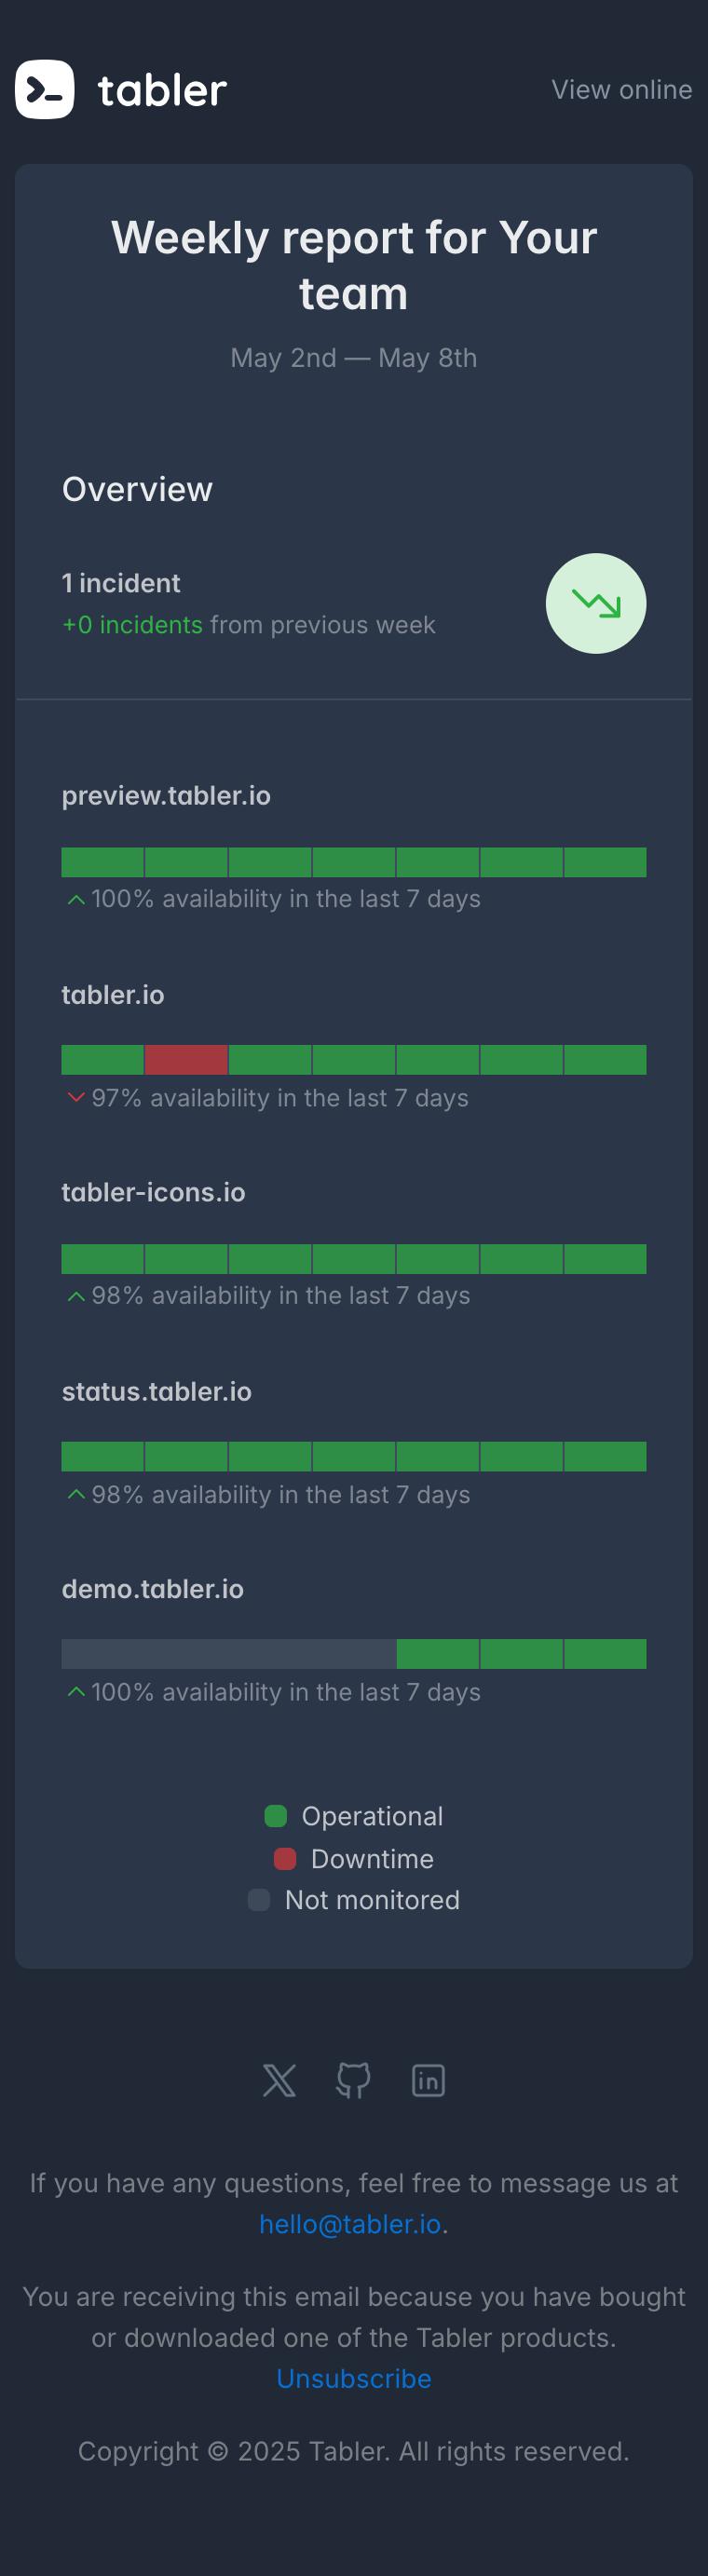 tabler
View online
Weekly report for Your
team
May 2nd — May 8th
Overview
1 incident
+0 incidents from previous week
preview.tabler.io
100% availability in the last 7 days
tabler.io
97% availability in the last 7 days
tabler-icons.io
98% availability in the last 7 days
status.tabler.io
98% availability in the last 7 days
demo.tabler.io
100% availability in the last 7 days
Operational
Downtime
Not monitored
If you have any questions, feel free to message us at
hello@tabler.io.
You are receiving this email because you have bought
or downloaded one of the Tabler products.
Unsubscribe
Copyright © 2025 Tabler. All rights reserved.